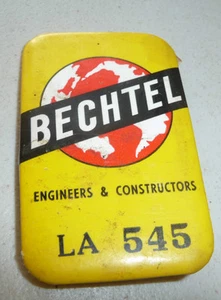 BECHTEL
ENGINEERS & CONSTRUCTORS
LA 545